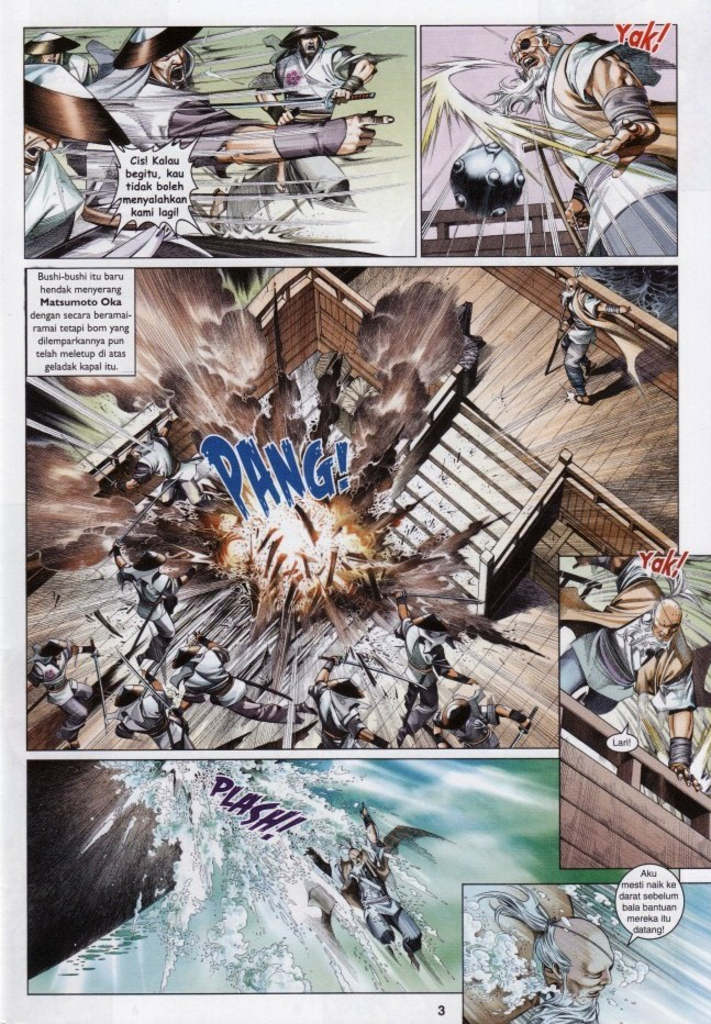 Yak!
Cis! Kalau
begitu, kau
tidak boleh
menyalahkan
kami lagi!
Bushi-bushi itu baru
hendak menyerang
Matsumoto Oka
dengan secara beramai-
ramai tetapi bom yang
dilemparkannya pun
telah meletup di atas
geladak kapal itu.
PANG!
Yak!
Lari!
PLASH!
Aku
mesti naik ke
darat sebelum
bala bantuan
mereka itu
datang!
3